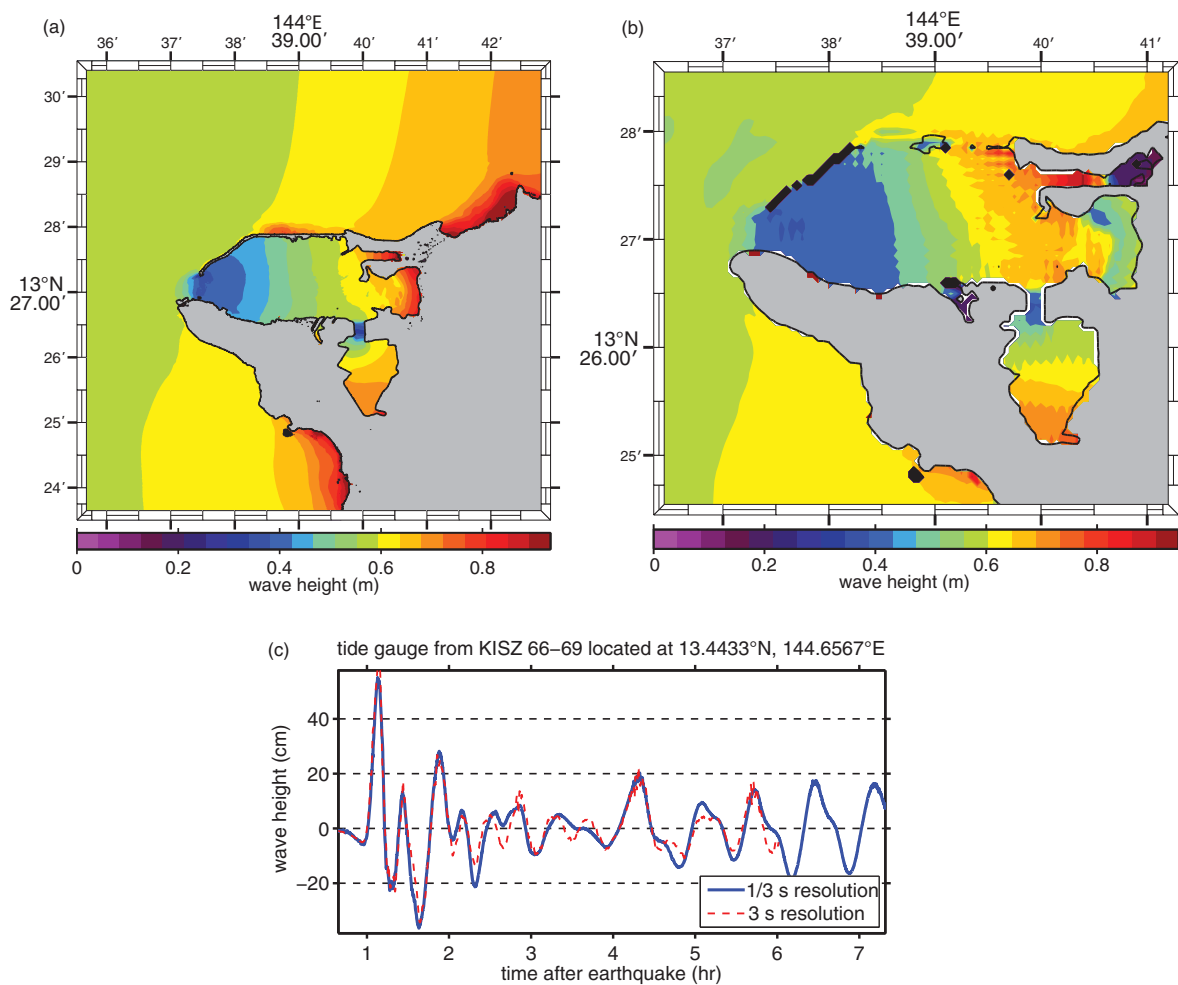 (a)
144°E
39.00′
36′ 37′ 38′ 40′ 41′ 42′
30′
29′
28′
13°N
27.00′
26′
25′
24′
0 0.2 0.4 0.6 0.8
wave height (m)
(b)
144°E
39.00′
37′ 38′ 40′ 41′
28′
27′
13°N
26.00′
25′
0 0.2 0.4 0.6 0.8
wave height (m)
(c) tide gauge from KISZ 66–69 located at 13.4433°N, 144.6567°E
wave height (cm)
40
20
0
−20
1/3 s resolution
3 s resolution
1 2 3 4 5 6 7
time after earthquake (hr)